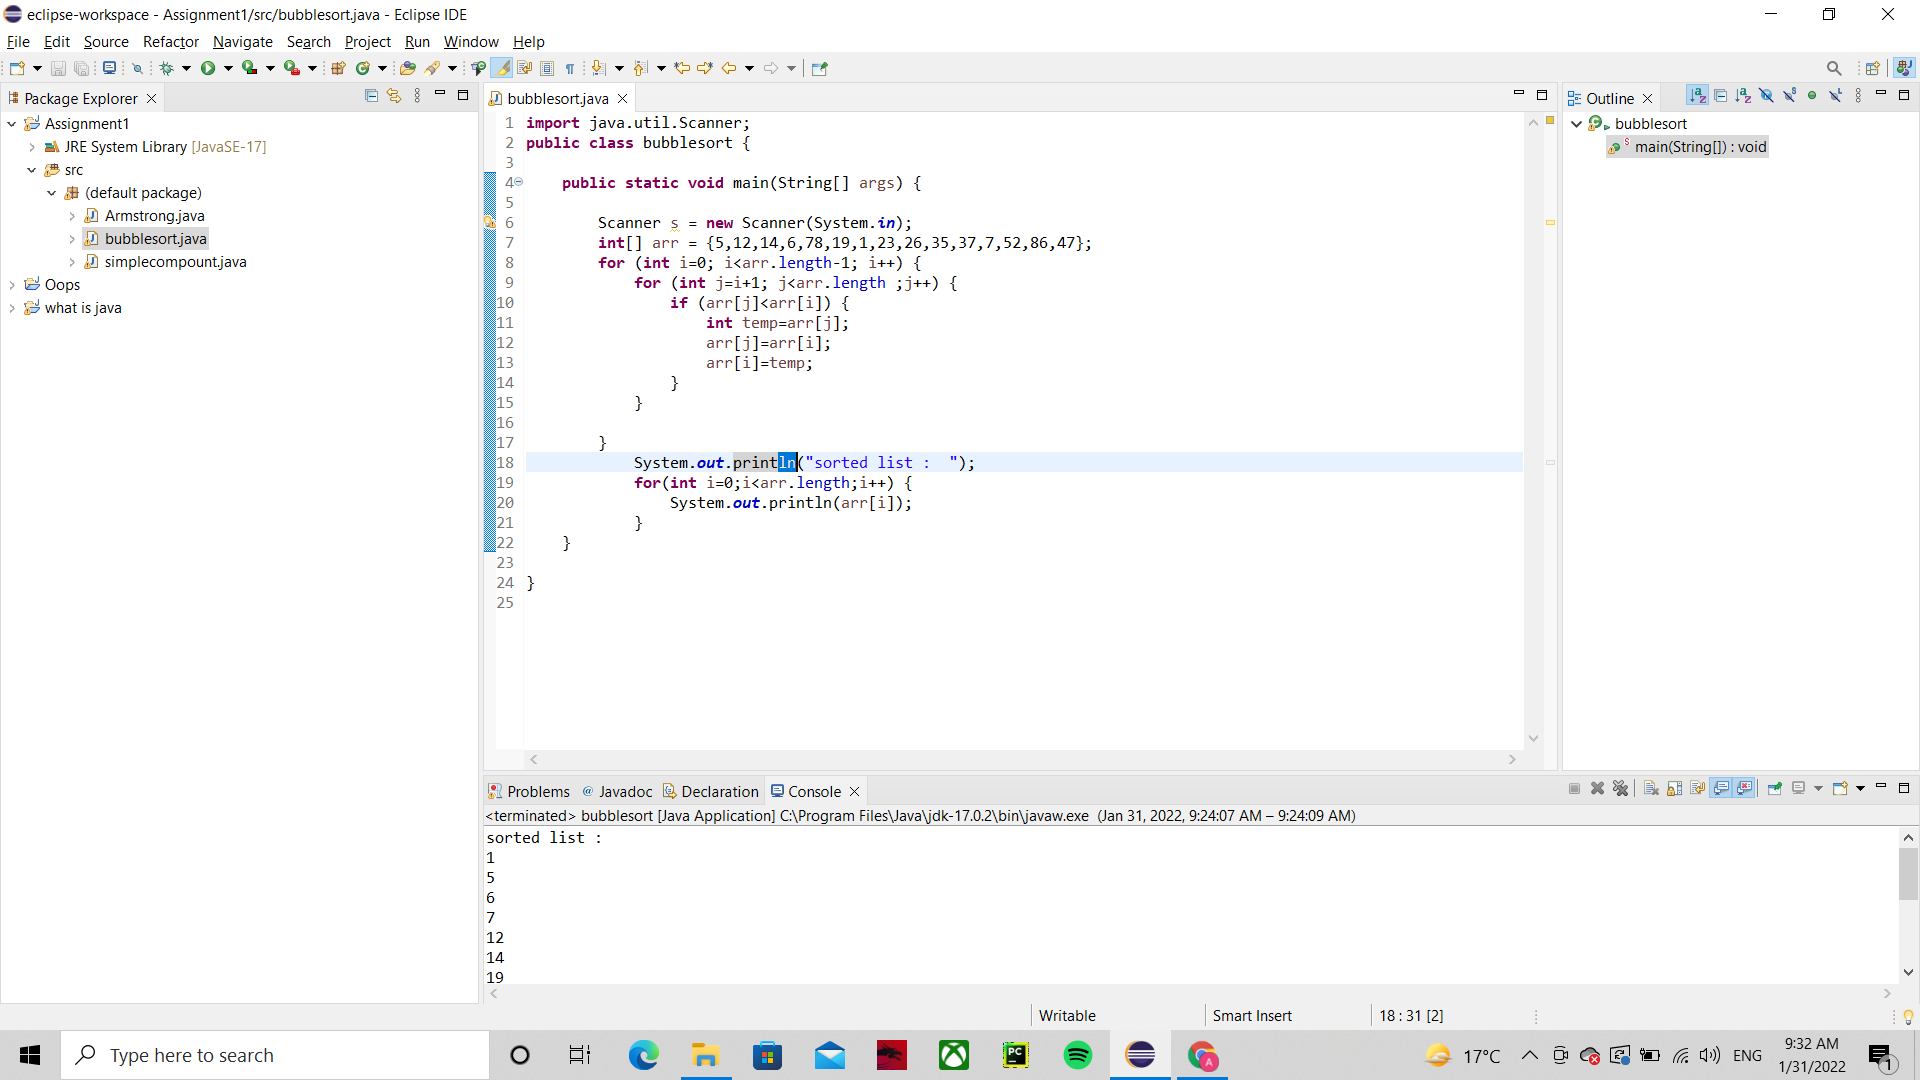 eclipse-workspace - Assignment1/src/bubblesort.java - Eclipse IDE
File Edit Source Refactor Navigate Search Project Run Window Help
Package Explorer
Assignment1
JRE System Library [JavaSE-17]
src
(default package)
Armstrong.java
bubblesort.java
simplecompount.java
Oops
what is java
bubblesort.java
1 import java.util.Scanner;
2 public class bubblesort {
3
4 public static void main(String[] args) {
5
6 Scanner s = new Scanner(System.in);
7 int[] arr = {5,12,14,6,78,19,1,23,26,35,37,7,52,86,47};
8 for (int i=0; i<arr.length-1; i++) {
9 for (int j=i+1; j<arr.length ;j++) {
10 if (arr[j]<arr[i]) {
11 int temp=arr[j];
12 arr[j]=arr[i];
13 arr[i]=temp;
14 }
15 }
16
17 }
18 System.out.println("sorted list :  ");
19 for(int i=0;i<arr.length;i++) {
20 System.out.println(arr[i]);
21 }
22 }
23
24 }
25
Outline
bubblesort
main(String[]) : void
Problems @ Javadoc Declaration Console
<terminated> bubblesort [Java Application] C:\Program Files\Java\jdk-17.0.2\bin\javaw.exe (Jan 31, 2022, 9:24:07 AM – 9:24:09 AM)
sorted list :
1
5
6
7
12
14
19
Writable Smart Insert 18 : 31 [2]
Type here to search
PC
A
17°C
ENG
9:32 AM
1/31/2022
1